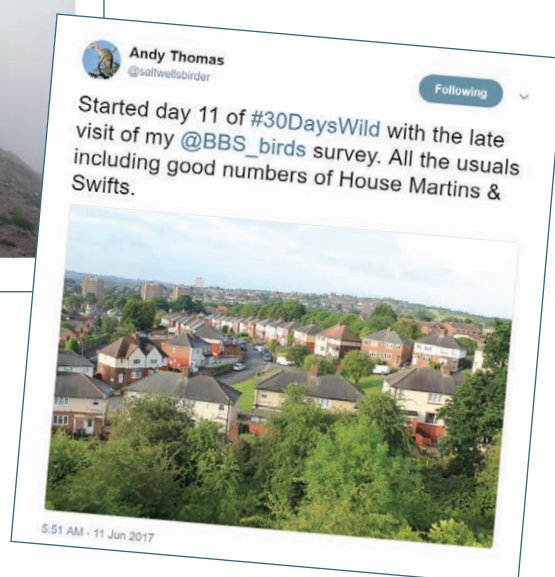 Andy Thomas
@saltwellsbirder
Following
Started day 11 of #30DaysWild with the late
visit of my @BBS_birds survey. All the usuals
including good numbers of House Martins &
Swifts.
5:51 AM - 11 Jun 2017